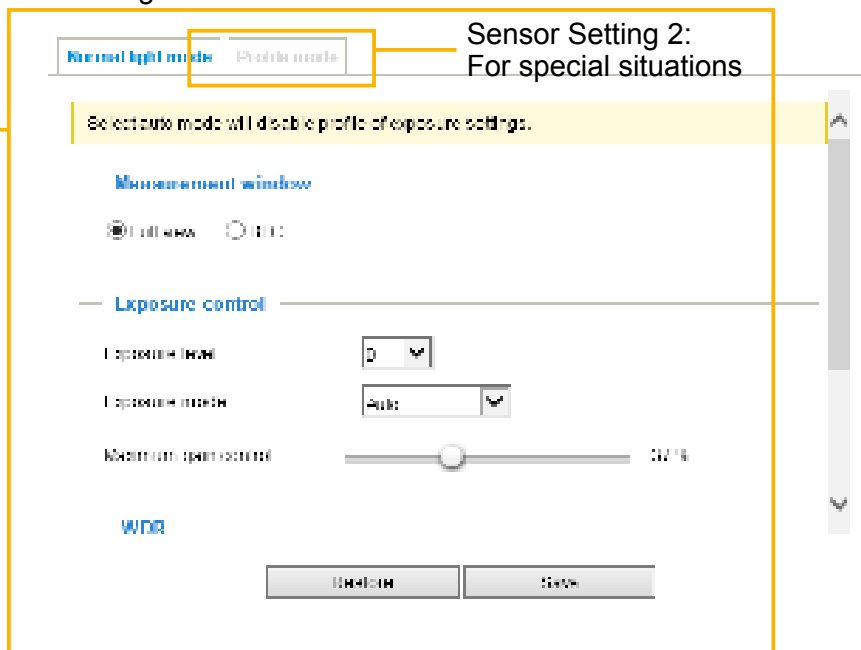 Sensor Setting 2:
For special situations
Normal light mode Profile mode
Select auto mode will disable profile of exposure settings.
Measurement window
Full view
Exposure control
Exposure level 0
Exposure mode Auto
Maximum gain control
WDR
Restore Save